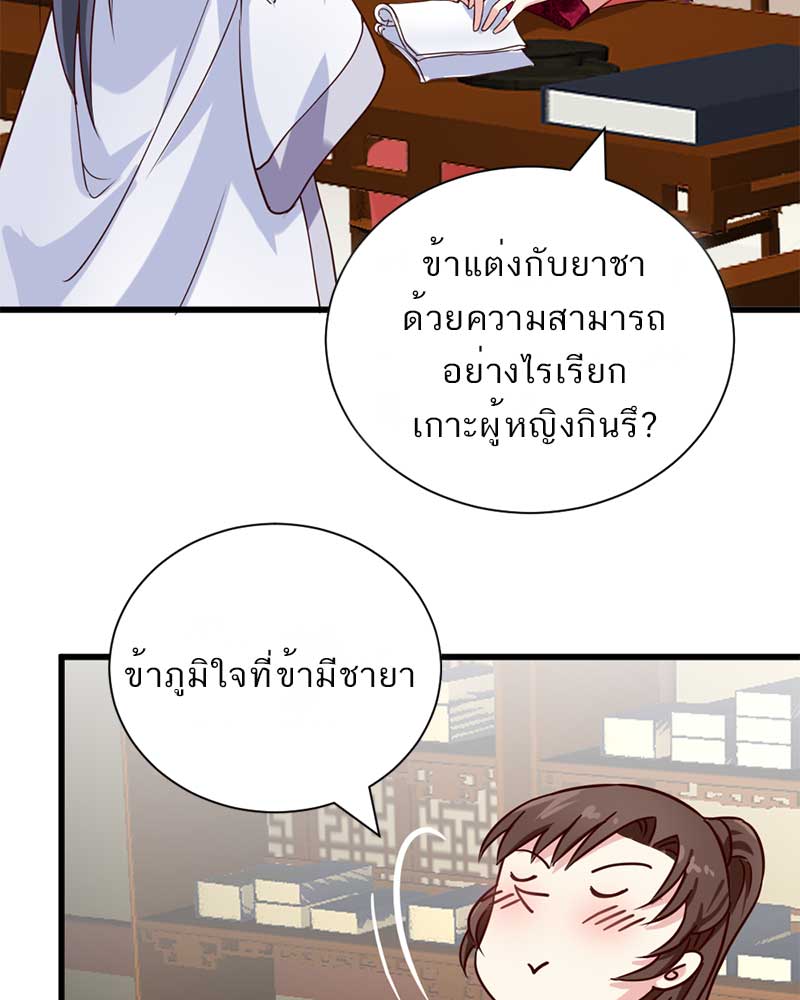 ข้าแต่งกับยาชา
ด้วยความสามารถ
อย่างไรเรียก
เกาะผู้หญิงกินรึ?
ข้าภูมิใจที่ข้ามีชายา